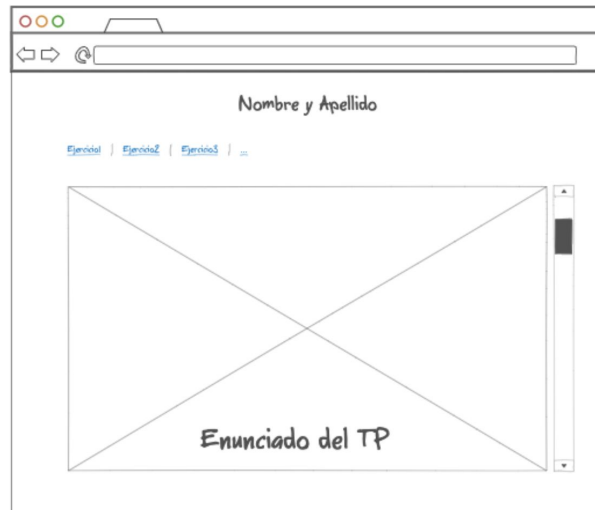 Nombre y Apellido
Ejercicio1 | Ejercicio2 | Ejercicio3 | ...
Enunciado del TP